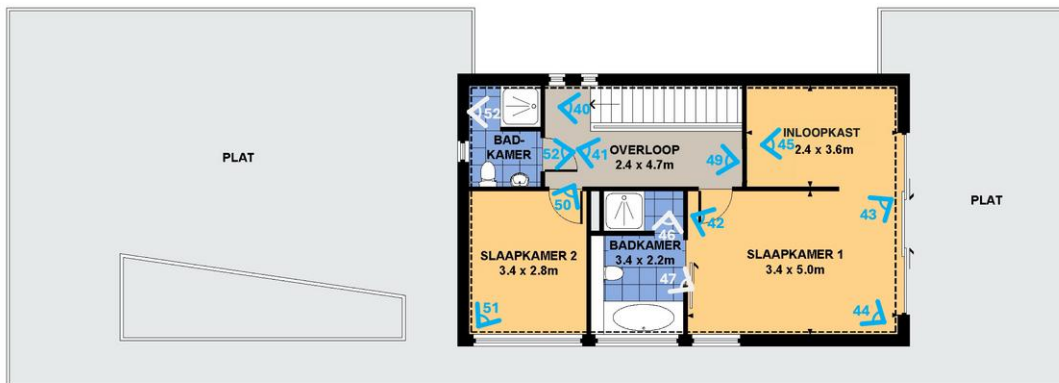 PLAT
52
BAD-
KAMER
40
52
41
OVERLOOP
2.4 x 4.7m
49
INLOOPKAST
45
2.4 x 3.6m
PLAT
50
46
42
43
SLAAPKAMER 2
3.4 x 2.8m
BADKAMER
3.4 x 2.2m
47
SLAAPKAMER 1
3.4 x 5.0m
51
44